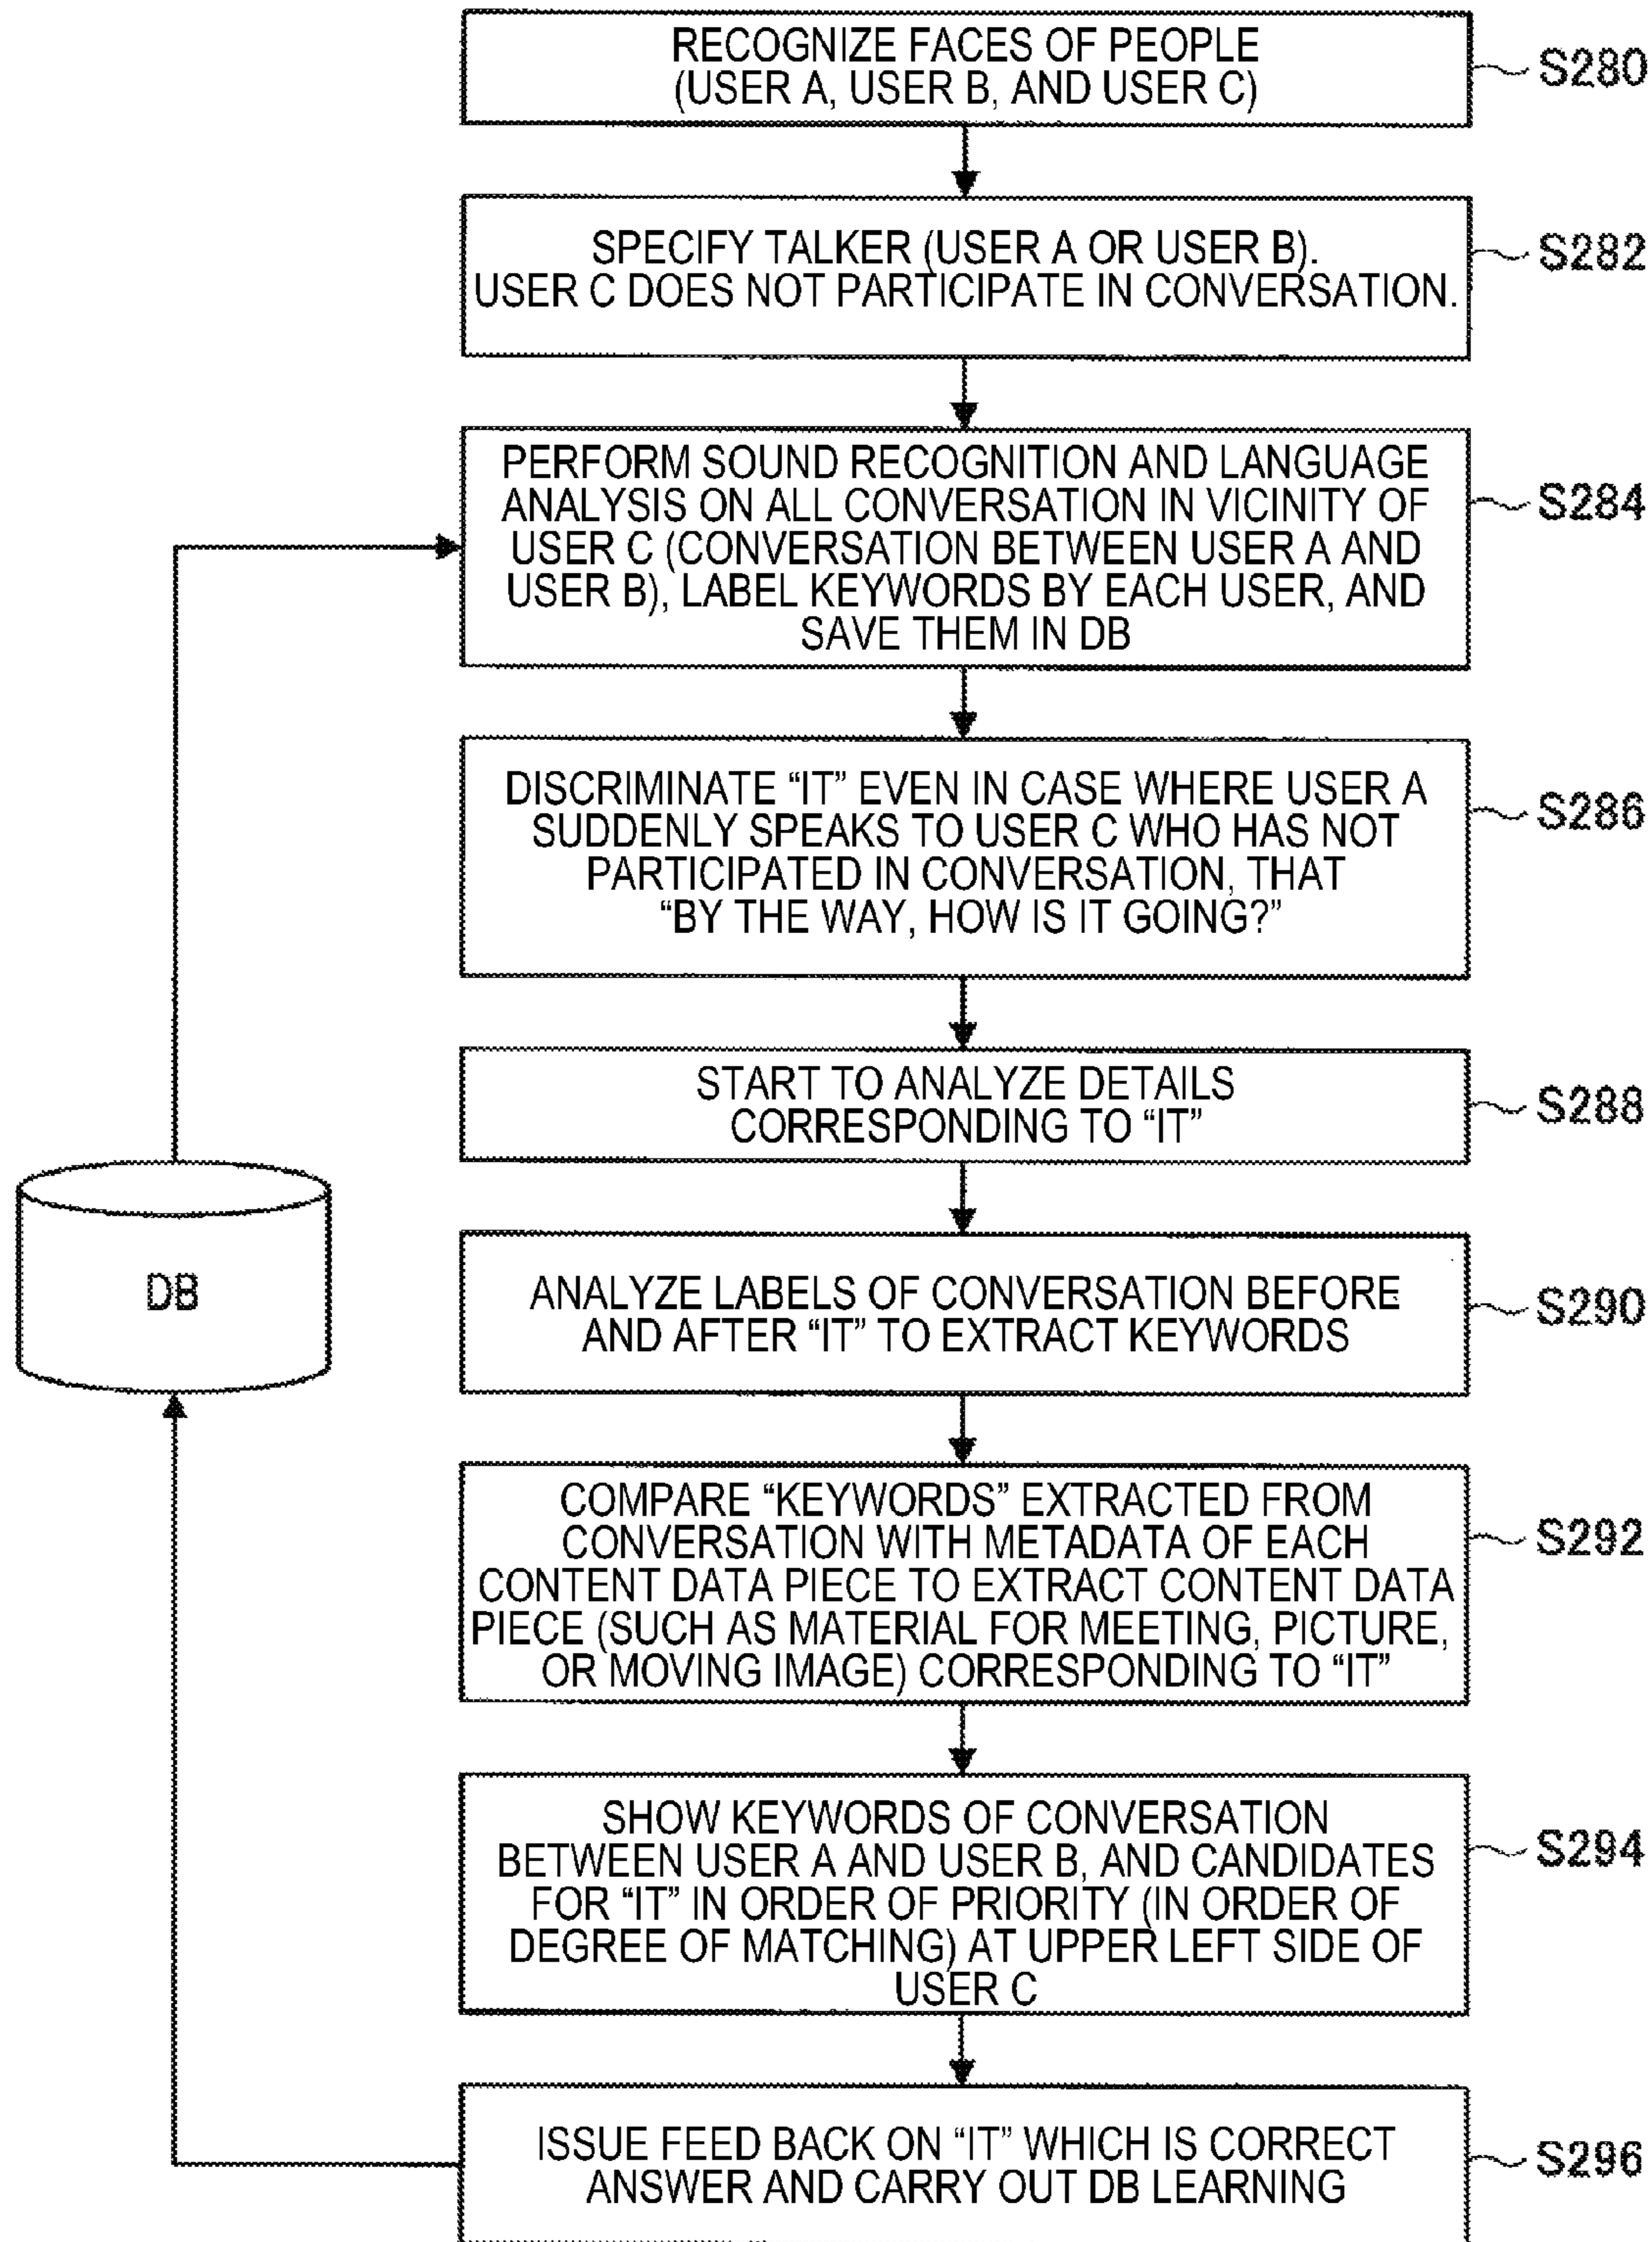 RECOGNIZE FACES OF PEOPLE
(USER A, USER B, AND USER C)
S280
SPECIFY TALKER (USER A OR USER B).
USER C DOES NOT PARTICIPATE IN CONVERSATION.
S282
PERFORM SOUND RECOGNITION AND LANGUAGE
ANALYSIS ON ALL CONVERSATION IN VICINITY OF
USER C (CONVERSATION BETWEEN USER A AND
USER B), LABEL KEYWORDS BY EACH USER, AND
SAVE THEM IN DB
S284
DISCRIMINATE “IT” EVEN IN CASE WHERE USER A
SUDDENLY SPEAKS TO USER C WHO HAS NOT
PARTICIPATED IN CONVERSATION, THAT
“BY THE WAY, HOW IS IT GOING?”
S286
START TO ANALYZE DETAILS
CORRESPONDING TO “IT”
S288
DB
ANALYZE LABELS OF CONVERSATION BEFORE
AND AFTER “IT” TO EXTRACT KEYWORDS
S290
COMPARE “KEYWORDS” EXTRACTED FROM
CONVERSATION WITH METADATA OF EACH
CONTENT DATA PIECE TO EXTRACT CONTENT DATA
PIECE (SUCH AS MATERIAL FOR MEETING, PICTURE,
OR MOVING IMAGE) CORRESPONDING TO “IT”
S292
SHOW KEYWORDS OF CONVERSATION
BETWEEN USER A AND USER B, AND CANDIDATES
FOR “IT” IN ORDER OF PRIORITY (IN ORDER OF
DEGREE OF MATCHING) AT UPPER LEFT SIDE OF
USER C
S294
ISSUE FEED BACK ON “IT” WHICH IS CORRECT
ANSWER AND CARRY OUT DB LEARNING
S296